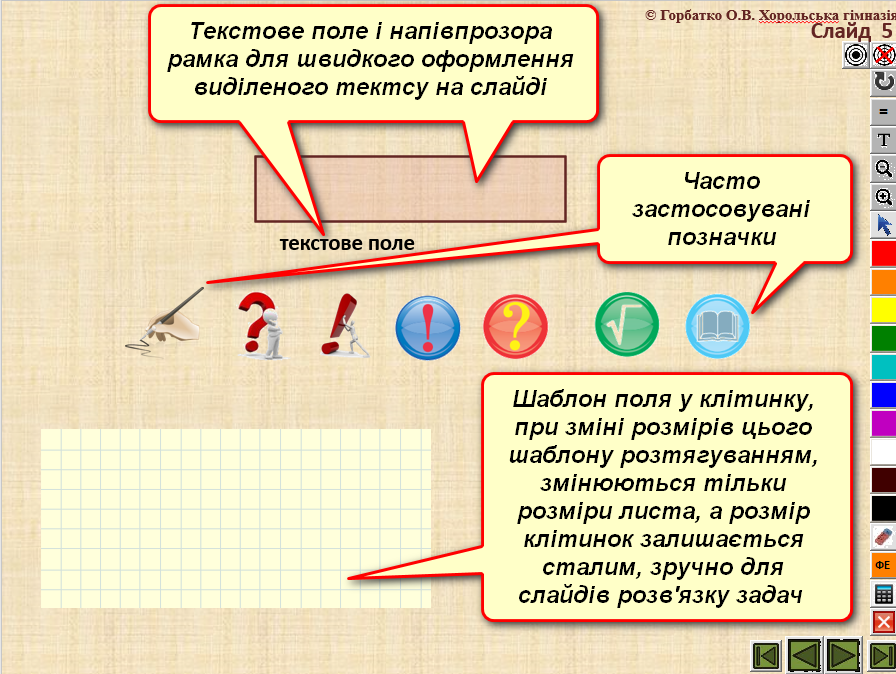 © Горбатко О.В. Хорольська гімназія
Слайд 5
Текстове поле і напівпрозора
рамка для швидкого оформлення
виділеного тектсу на слайді
текстове поле
Часто
застосовувані
позначки
Шаблон поля у клітинку,
при зміні розмірів цього
шаблону розтягуванням,
змінюються тільки
розміри листа, а розмір
клітинок залишається
сталим, зручно для
слайдів розв'язку задач
=
T
ФЕ